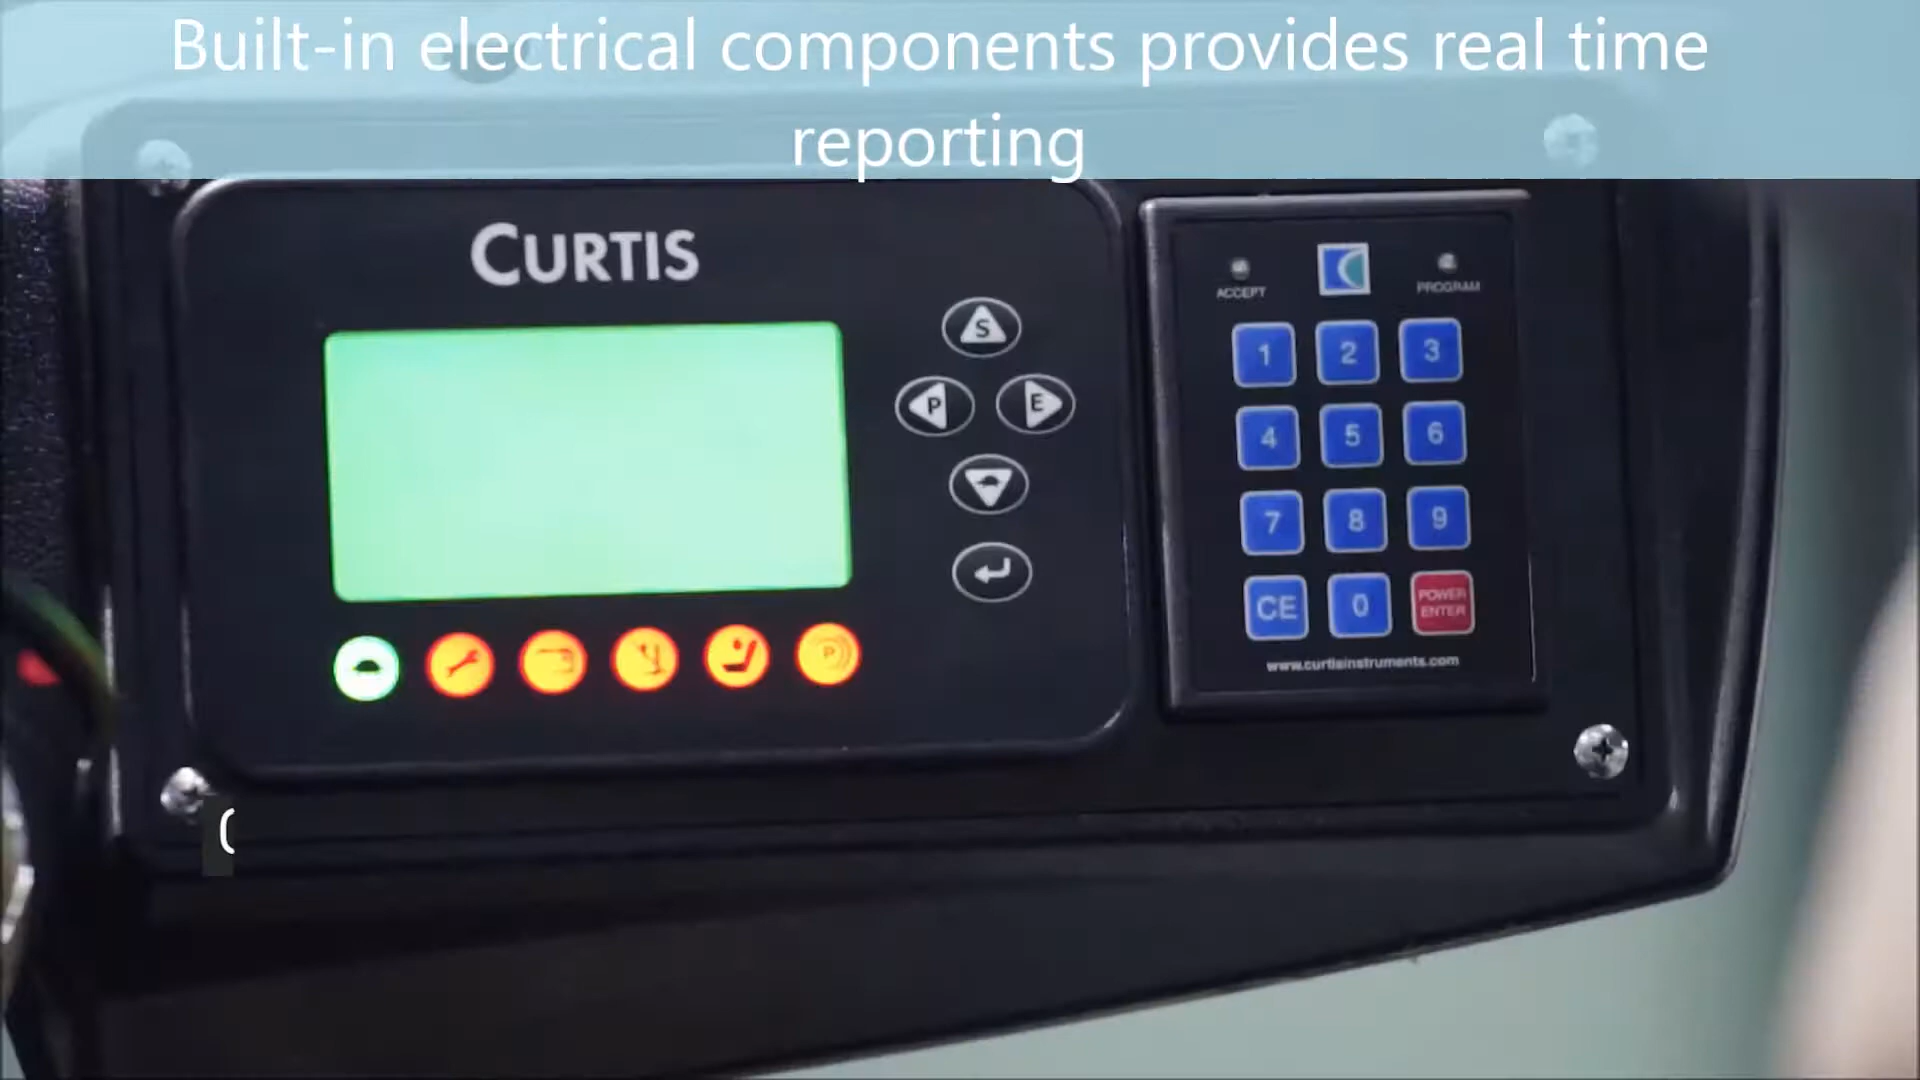 Built-in electrical components provides real time
reporting
CURTIS
S
P E
ACCEPT PROGRAM
1 2 3
4 5 6
7 8 9
CE 0 POWER
ENTER
P
www.curtisinstruments.com